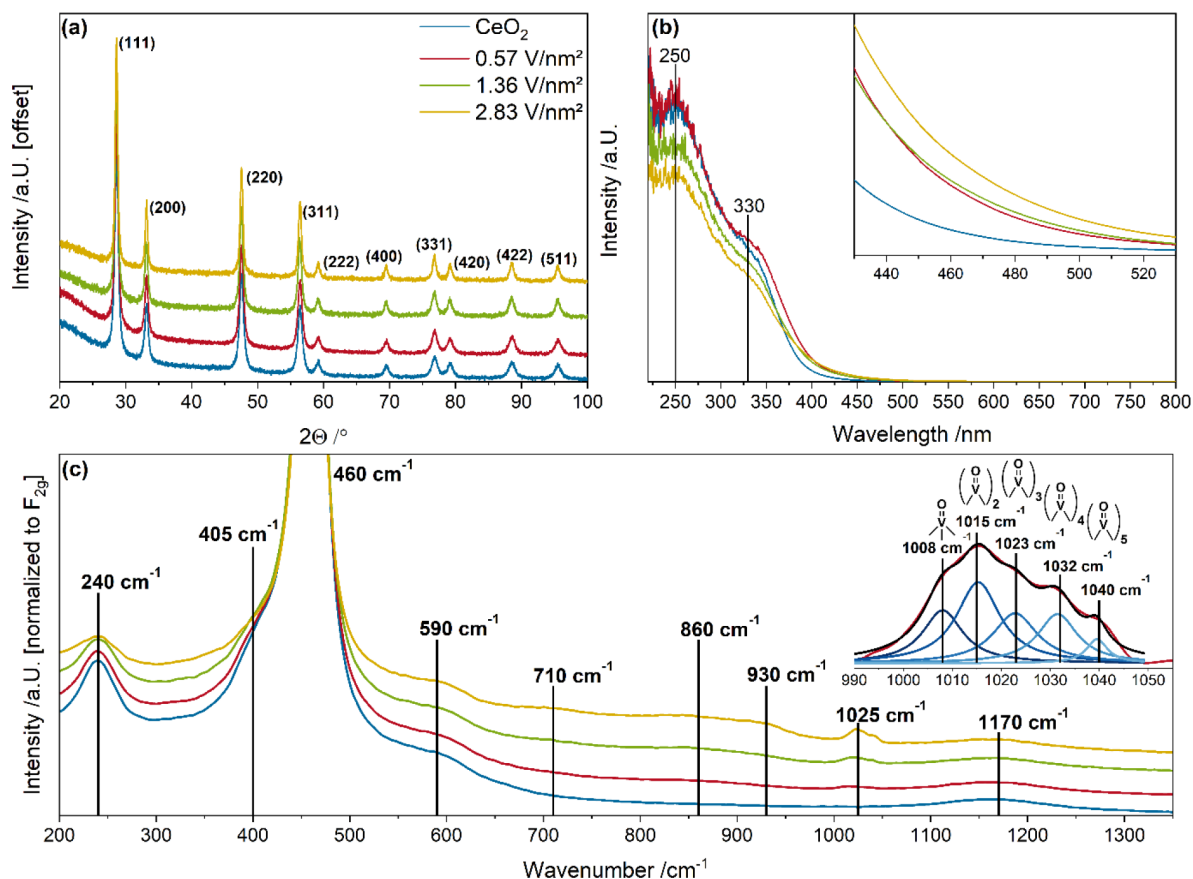 (a)
CeO₂
0.57 V/nm²
1.36 V/nm²
2.83 V/nm²
(111)
(200)
(220)
(311)
(222)
(400)
(331)
(420)
(422)
(511)
Intensity /a.U. [offset]
20 30 40 50 60 70 80 90 100
2Θ /°
(b)
250
330
440 460 480 500 520
Intensity /a.U.
250 300 350 400 450 500 550 600 650 700 750 800
Wavelength /nm
(c)
460 cm⁻¹
405 cm⁻¹
240 cm⁻¹
590 cm⁻¹
710 cm⁻¹
860 cm⁻¹
930 cm⁻¹
1025 cm⁻¹
1170 cm⁻¹
O O O O O
V ( V )₂ ( V )₃ ( V )₄ ( V )₅
1008 cm⁻¹
1015 cm⁻¹
1023 cm⁻¹
1032 cm⁻¹
1040 cm⁻¹
990 1000 1010 1020 1030 1040 1050
Intensity /a.U. [normalized to F₂g]
200 300 400 500 600 700 800 900 1000 1100 1200 1300
Wavenumber /cm⁻¹